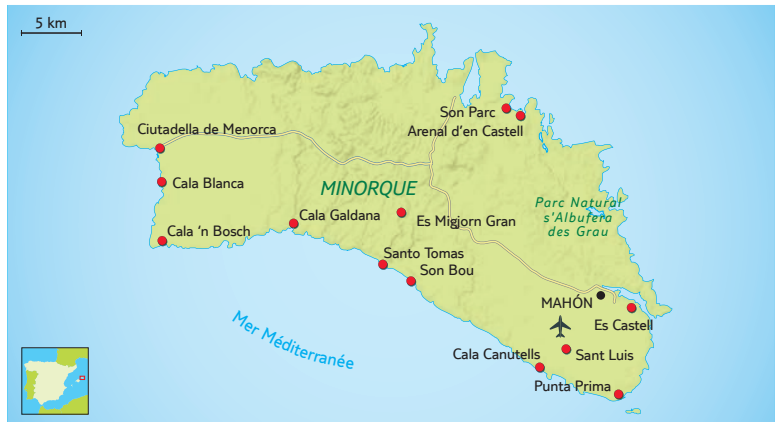 5 km
Son Parc
Arenal d'en Castell
Ciutadella de Menorca
Cala Blanca
MINORQUE
Parc Natural
s'Albufera
des Grau
Cala Galdana
Es Migjorn Gran
Cala 'n Bosch
Santo Tomas
Son Bou
MAHÓN
Es Castell
Mer Méditerranée
Cala Canutells
Sant Luis
Punta Prima